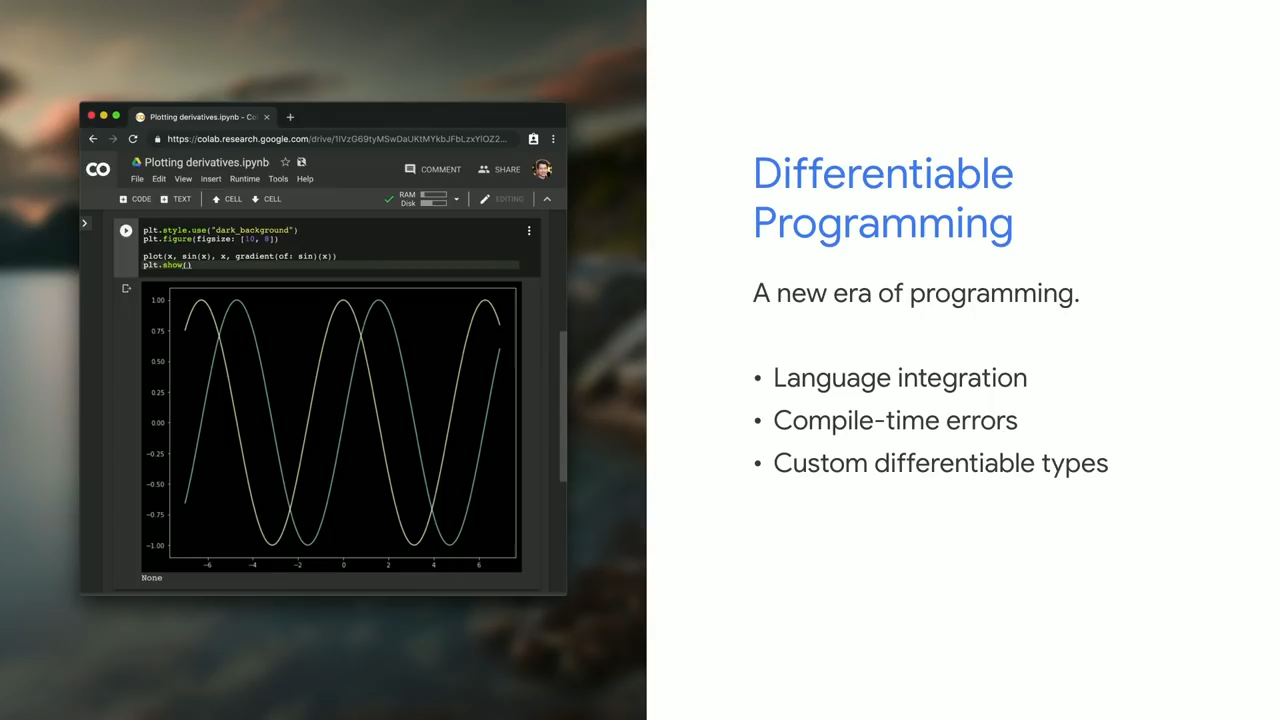 Plotting derivatives.ipynb - Co
https://colab.research.google.com/drive/1IVzG69tyMSwDaUKtMYkbJFbLzxYIOZ2...
CO
Plotting derivatives.ipynb
COMMENT
SHARE
File Edit View Insert Runtime Tools Help
CODE TEXT CELL CELL
RAM
Disk
EDITING
plt.style.use("dark_background")
plt.figure(figsize: [10, 8])
plot(x, sin(x), x, gradient(of: sin)(x))
plt.show()
1.00
0.75
0.50
0.25
0.00
−0.25
−0.50
−0.75
−1.00
−6 −4 −2 0 2 4 6
None
Differentiable
Programming
A new era of programming.
• Language integration
• Compile-time errors
• Custom differentiable types